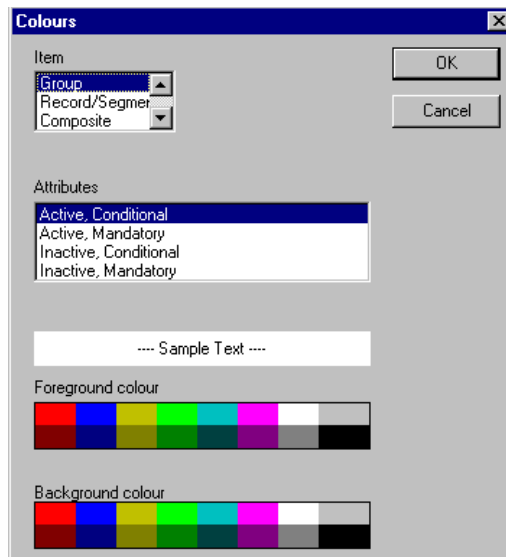 Colours
Item
OK
Group
Record/Segmer
Composite
Cancel
Attributes
Active, Conditional
Active, Mandatory
Inactive, Conditional
Inactive, Mandatory
---- Sample Text ----
Foreground colour
Background colour